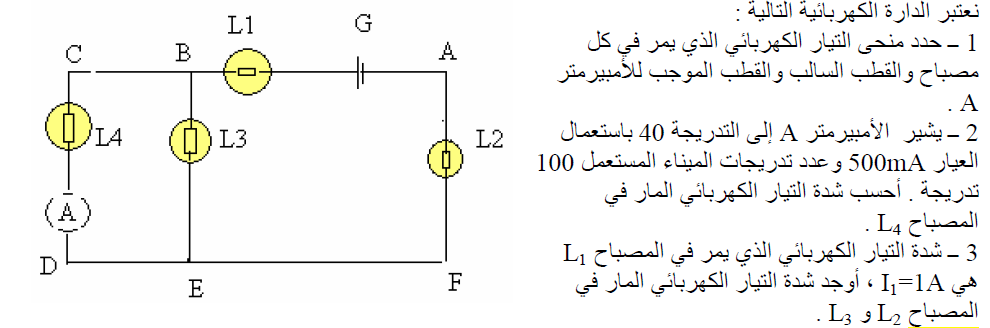 نعتبر الدارة الكهربائية التالية :
1 – حدد منحى التيار الكهربائي الذي يمر في كل
مصباح والقطب السالب والقطب الموجب للأمبيرمتر
A .
2 – يشير الأمبيرمتر A إلى التدريجة 40 باستعمال
العيار 500mA وعدد تدريجات الميناء المستعمل 100
تدريجة . أحسب شدة التيار الكهربائي المار في
المصباح L₄ .
3 – شدة التيار الكهربائي الذي يمر في المصباح L₁
هي I₁=1A ، أوجد شدة التيار الكهربائي المار في
المصباح L₂ و L₃ .
L1
G
C
B
A
L4
L3
L2
(A)
D
E
F